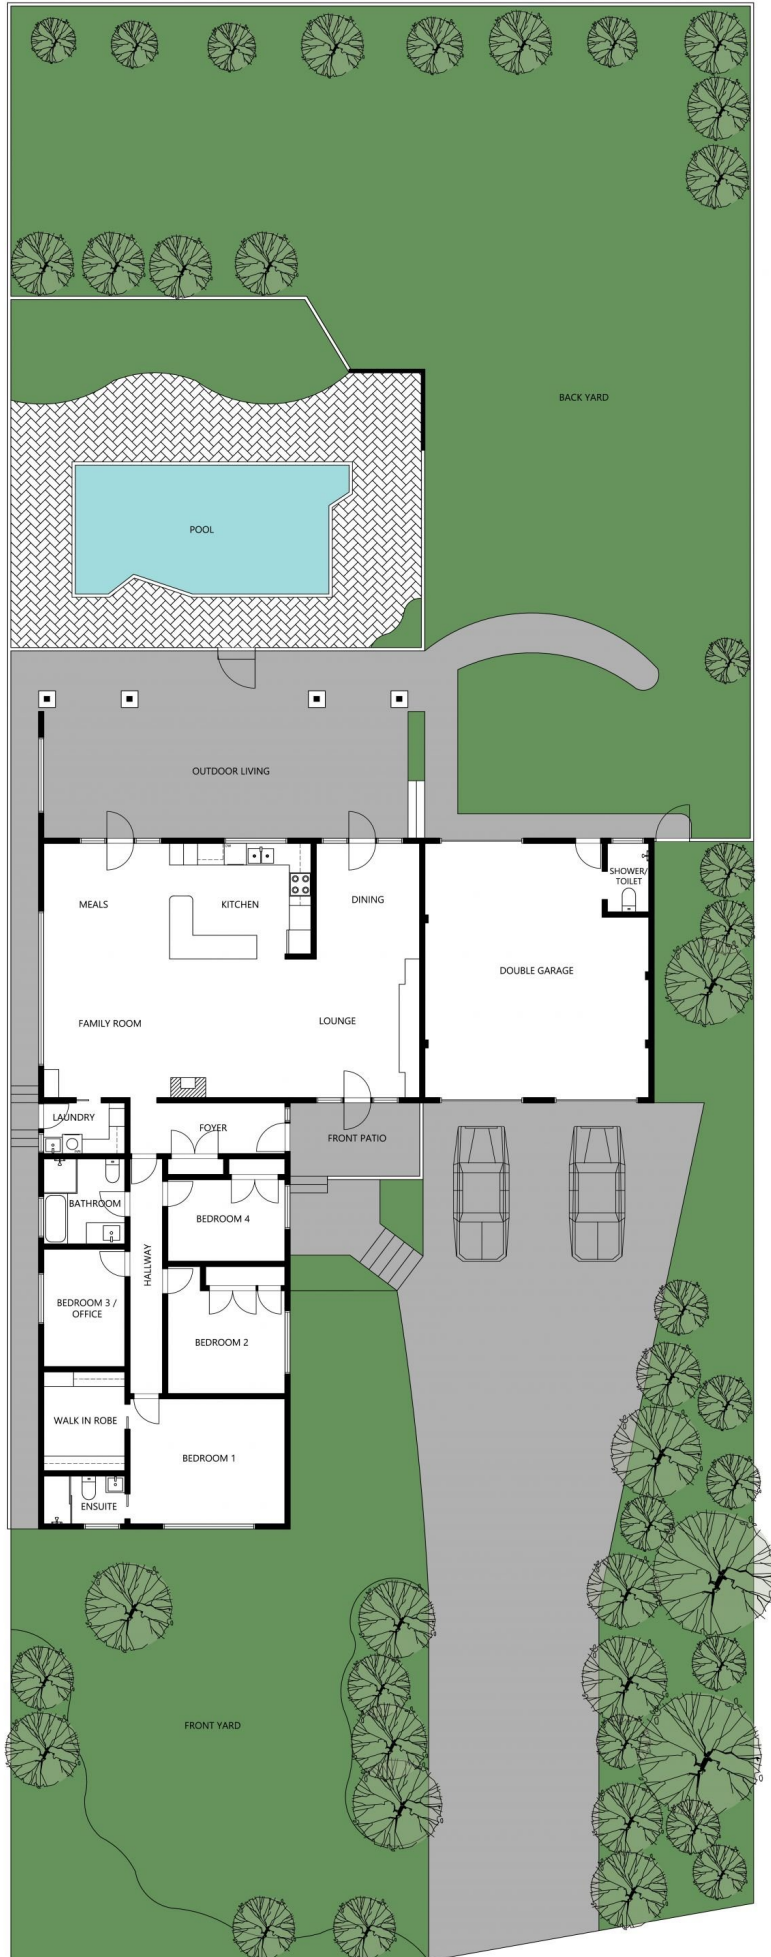 BACK YARD
POOL
OUTDOOR LIVING
MEALS
KITCHEN
DINING
SHOWER/
TOILET
DOUBLE GARAGE
FAMILY ROOM
LOUNGE
LAUNDRY
FOYER
FRONT PATIO
BATHROOM
BEDROOM 4
HALLWAY
BEDROOM 3 /
OFFICE
BEDROOM 2
WALK IN ROBE
BEDROOM 1
ENSUITE
FRONT YARD